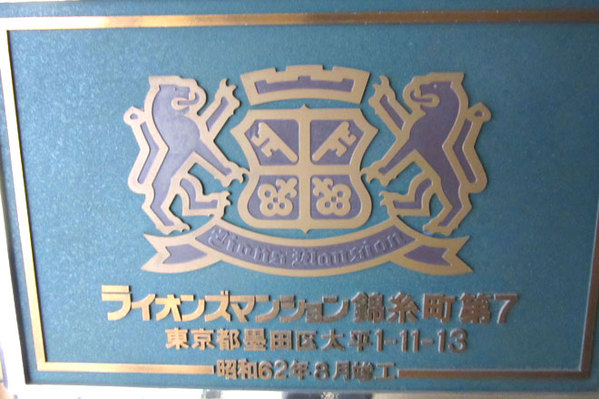 Lions Mansion
ライオンズマンション錦糸町第7
東京都墨田区太平1-11-13
昭和62年8月竣工